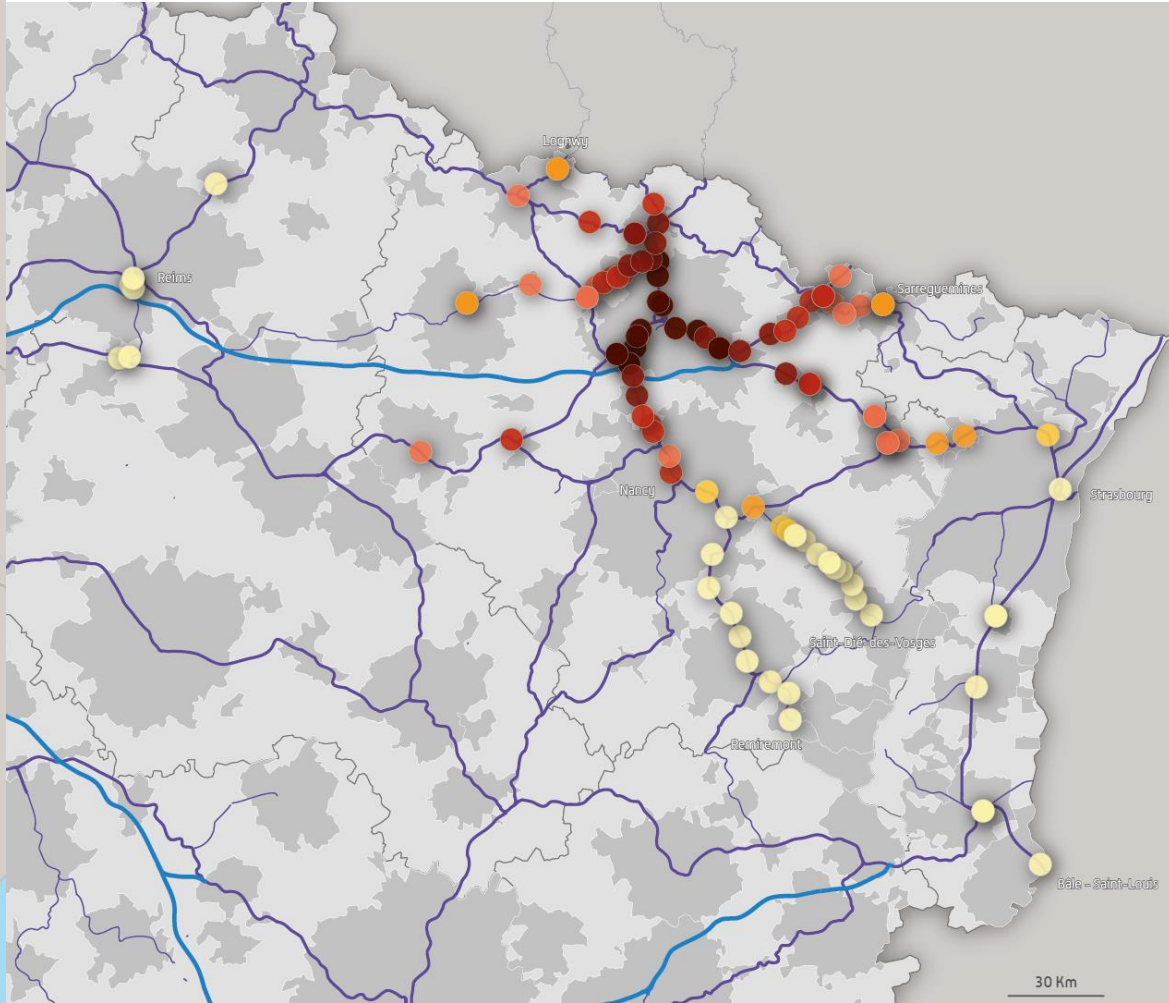 Longwy
Reims
Sarreguemines
Nancy
Strasbourg
Saint-Dié-des-Vosges
Remiremont
Bâle - Saint-Louis
30 Km